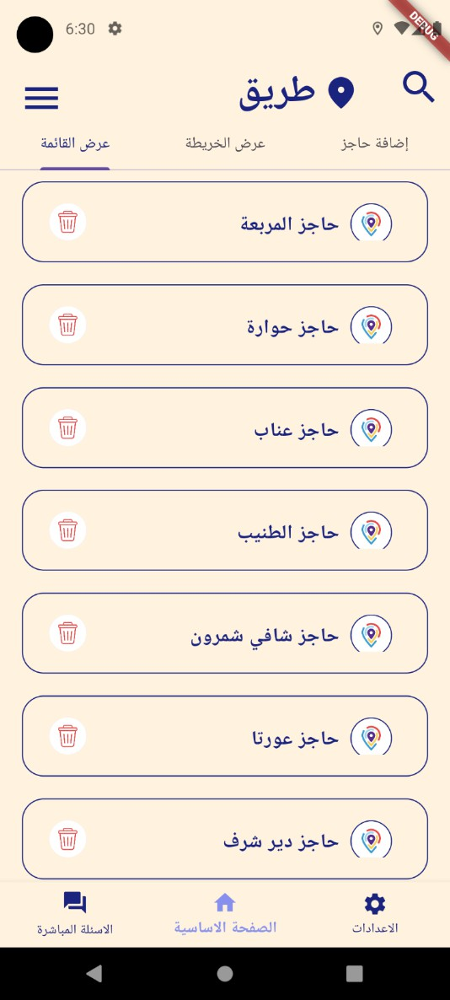 6:30
DEBUG
طريق
إضافة حاجز
عرض الخريطة
عرض القائمة
حاجز المربعة
حاجز حوارة
حاجز عناب
حاجز الطنيب
حاجز شافي شمرون
حاجز عورتا
حاجز دير شرف
الاعدادات
الصفحة الاساسية
الاسئلة المباشرة